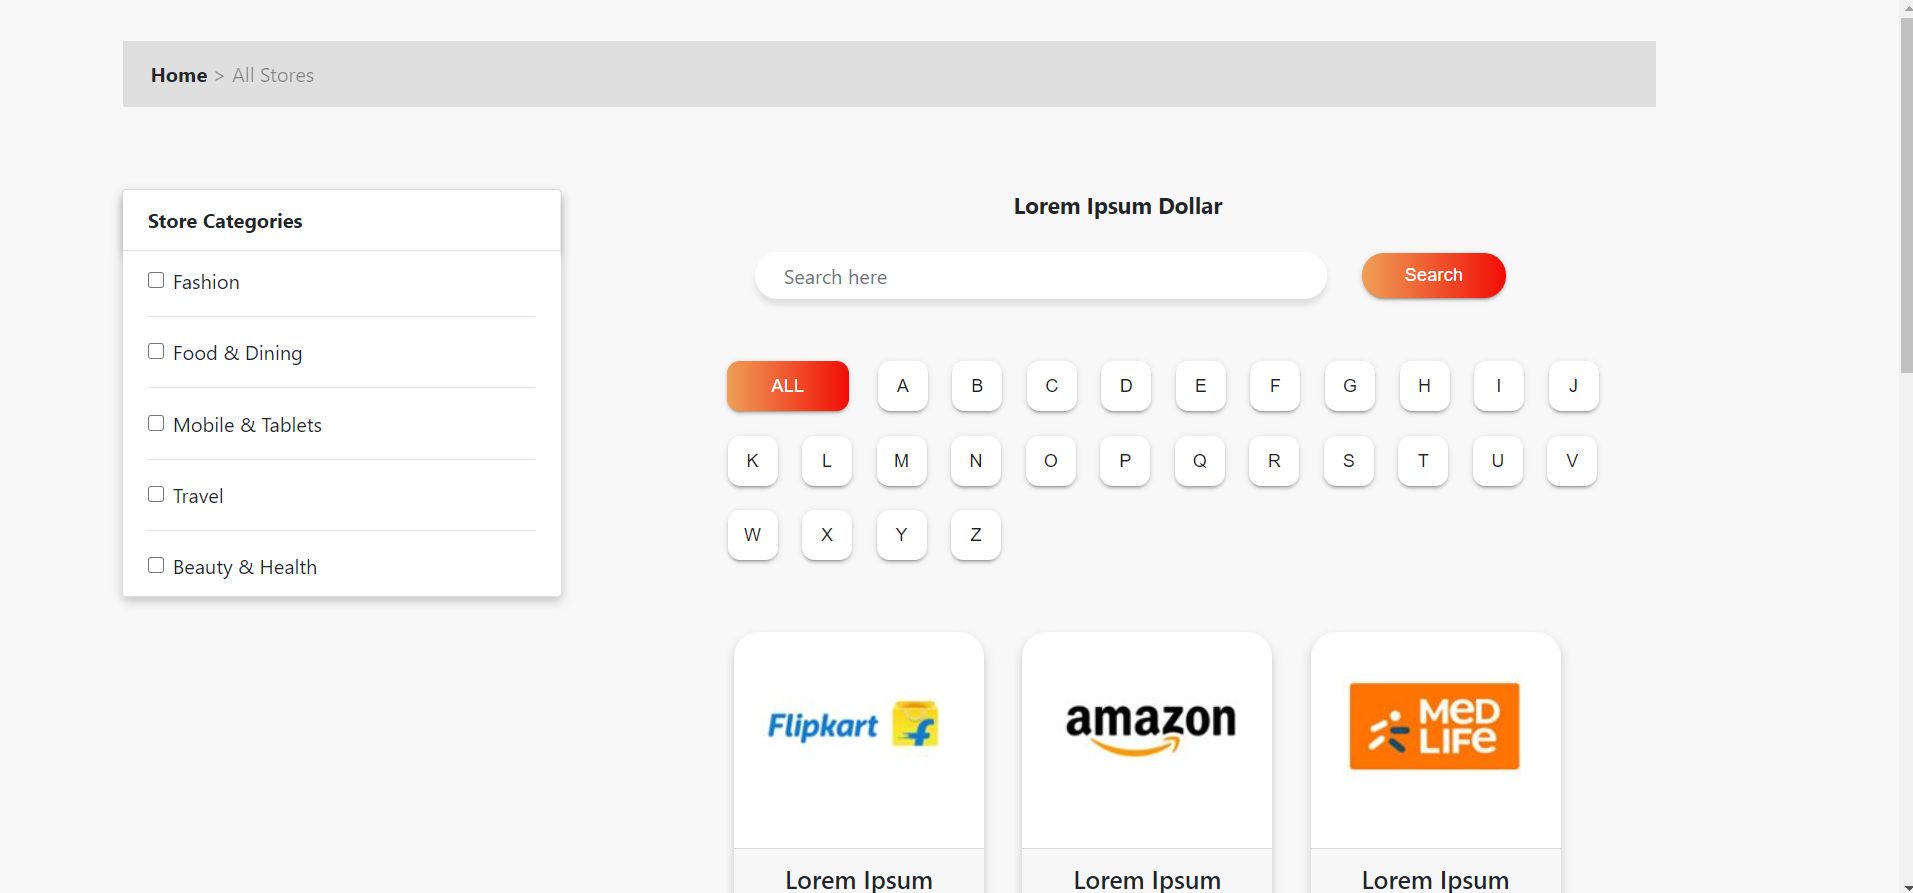 Home > All Stores
Store Categories
Fashion
Food & Dining
Mobile & Tablets
Travel
Beauty & Health
Lorem Ipsum Dollar
Search here
Search
ALL A B C D E F G H I J
K L M N O P Q R S T U V
W X Y Z
Flipkart
amazon
MeD
LIFe
Lorem Ipsum
Lorem Ipsum
Lorem Ipsum